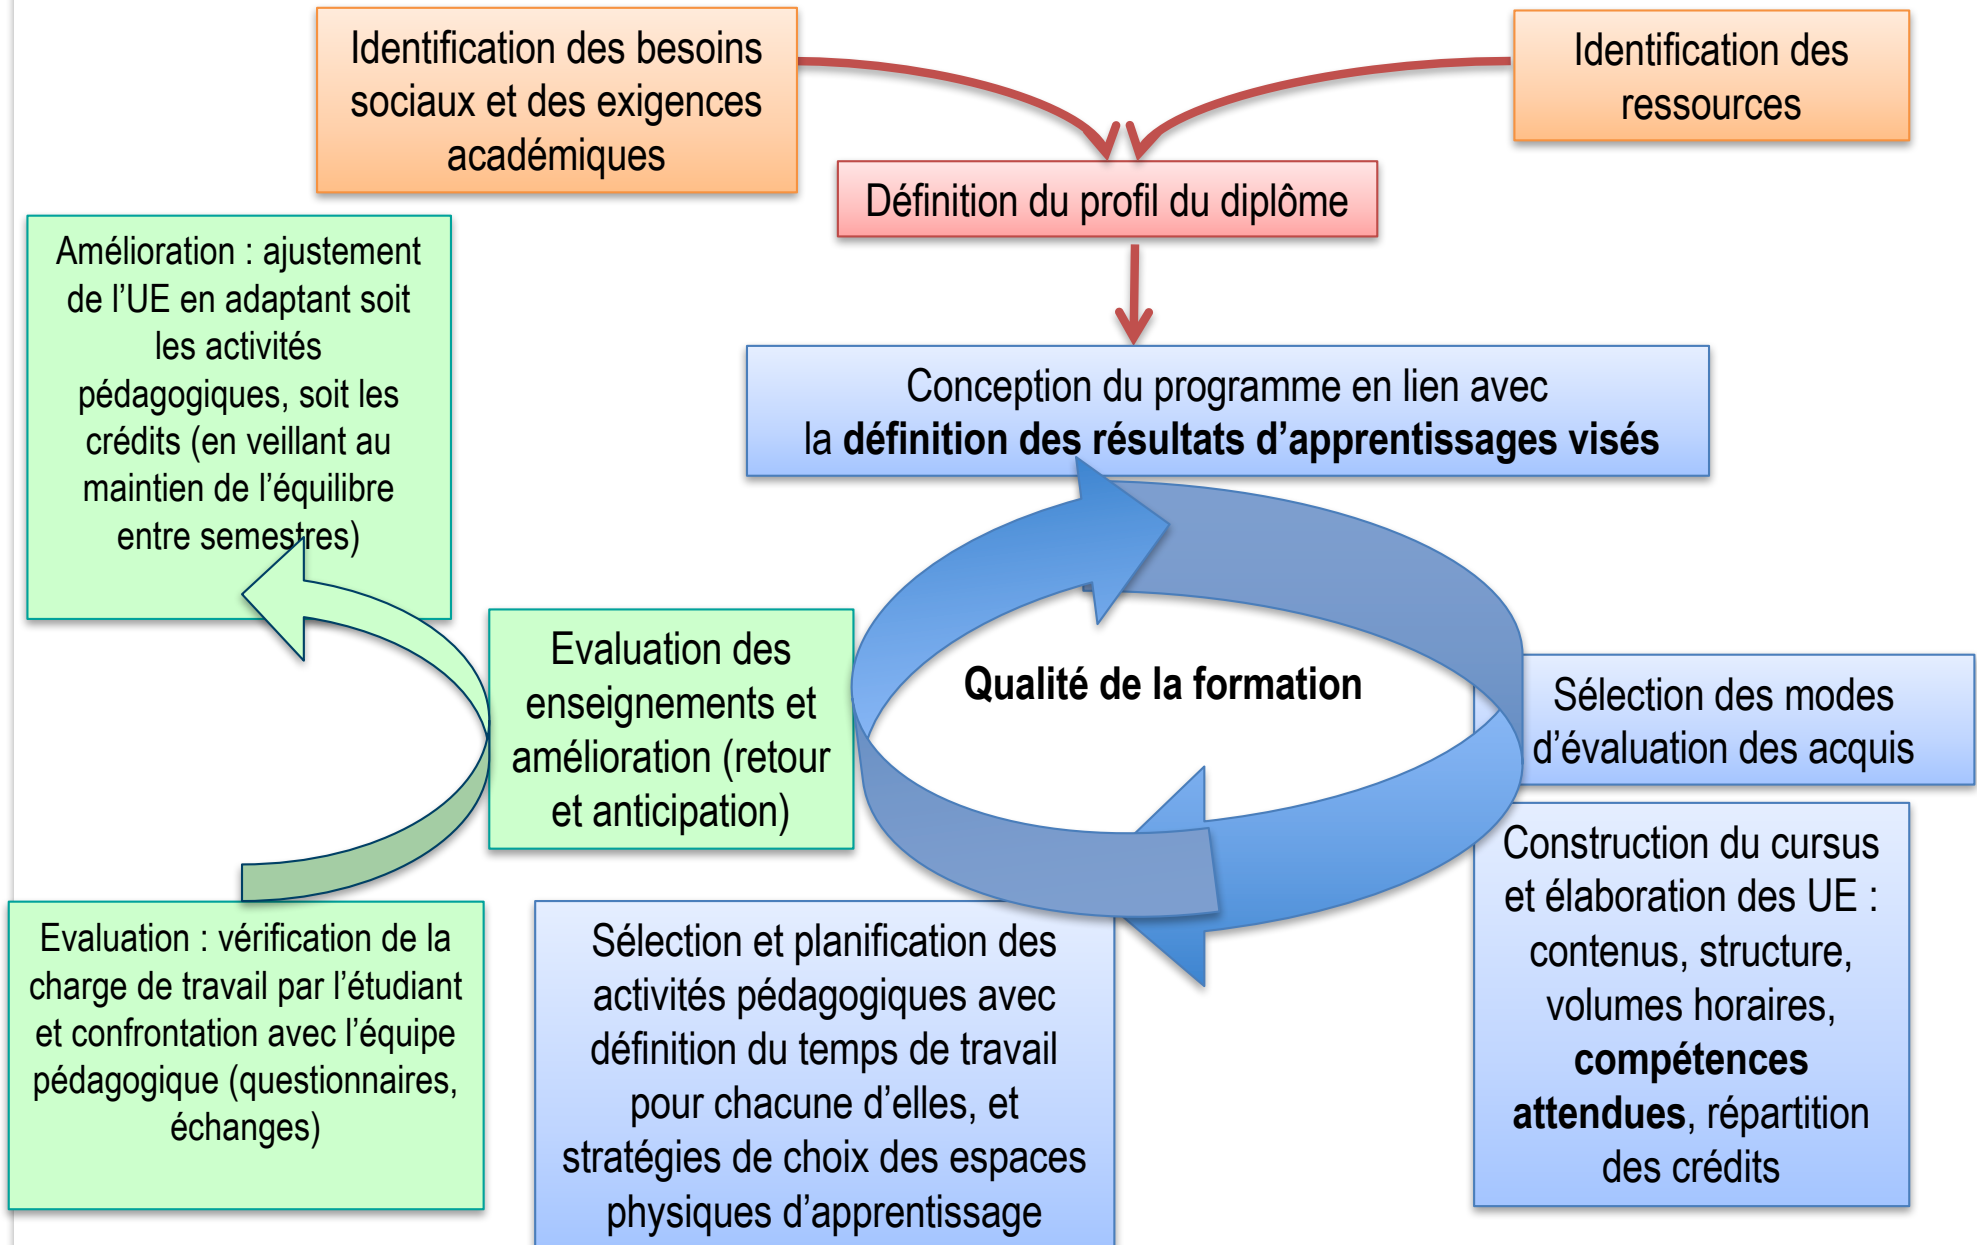 Identification des besoins
sociaux et des exigences
académiques
Identification des
ressources
Définition du profil du diplôme
Amélioration : ajustement
de l’UE en adaptant soit
les activités
pédagogiques, soit les
crédits (en veillant au
maintien de l’équilibre
entre semestres)
Conception du programme en lien avec
la définition des résultats d’apprentissages visés
Evaluation des
enseignements et
amélioration (retour
et anticipation)
Qualité de la formation
Sélection des modes
d’évaluation des acquis
Construction du cursus
et élaboration des UE :
contenus, structure,
volumes horaires,
compétences
attendues, répartition
des crédits
Evaluation : vérification de la
charge de travail par l’étudiant
et confrontation avec l’équipe
pédagogique (questionnaires,
échanges)
Sélection et planification des
activités pédagogiques avec
définition du temps de travail
pour chacune d’elles, et
stratégies de choix des espaces
physiques d’apprentissage